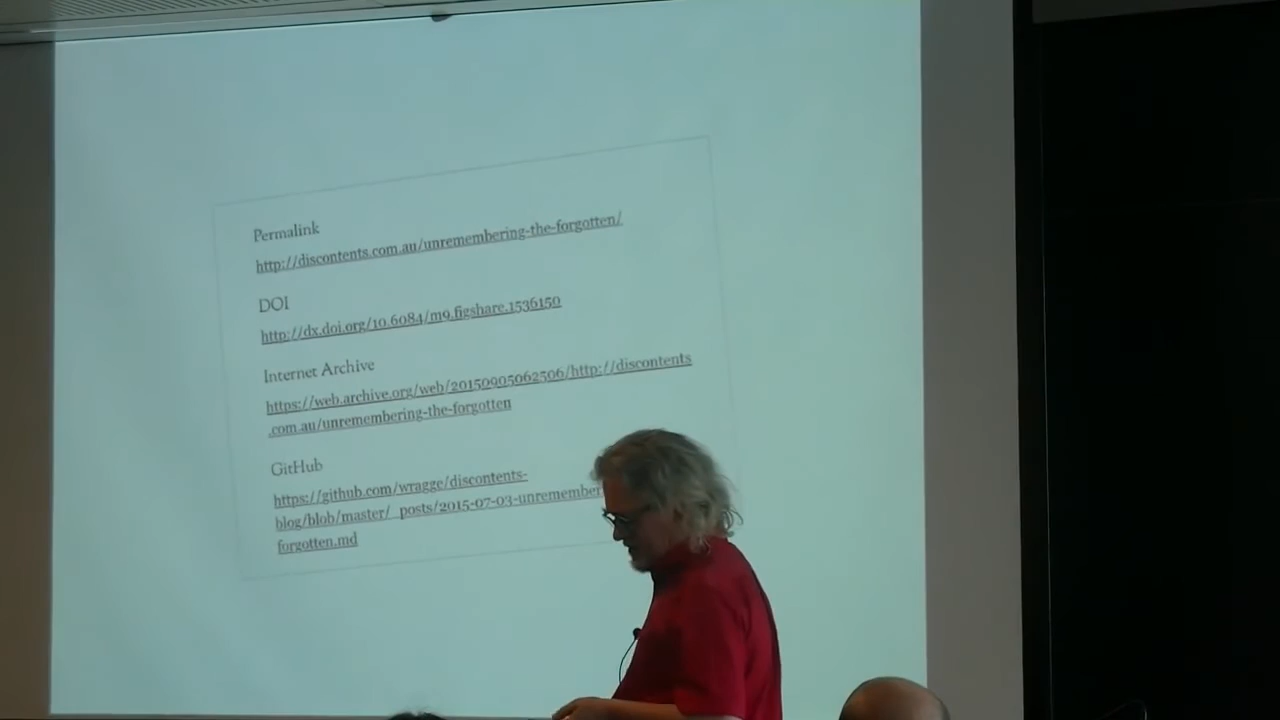 Permalink
http://discontents.com.au/unremembering-the-forgotten/
DOI
http://dx.doi.org/10.6084/m9.figshare.1536150
Internet Archive
https://web.archive.org/web/20150905062506/http://discontents
.com.au/unremembering-the-forgotten
GitHub
https://github.com/wragge/discontents-
blog/blob/master/_posts/2015-07-03-unremember
forgotten.md